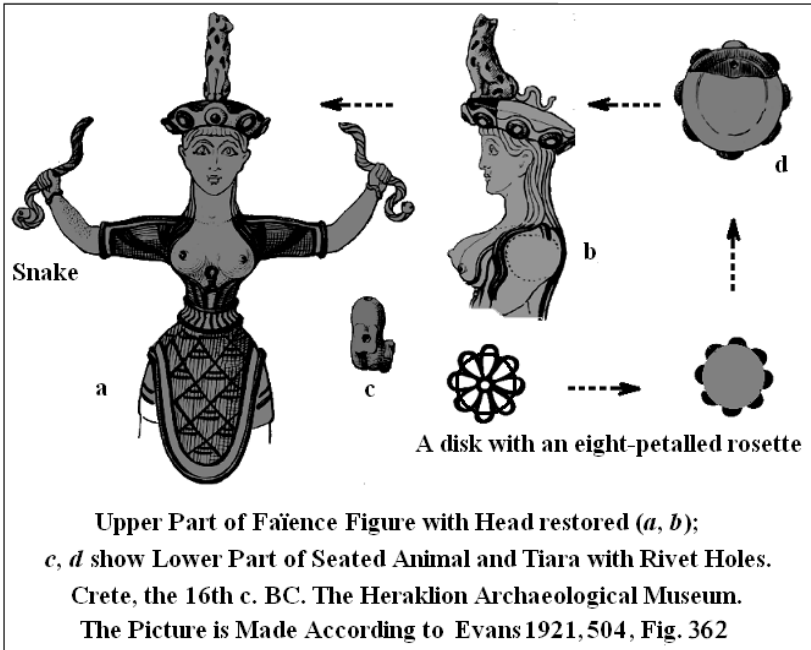 d
b
Snake
a
c
A disk with an eight-petalled rosette
Upper Part of Faïence Figure with Head restored (a, b);
c, d show Lower Part of Seated Animal and Tiara with Rivet Holes.
Crete, the 16th c. BC. The Heraklion Archaeological Museum.
The Picture is Made According to Evans 1921, 504, Fig. 362